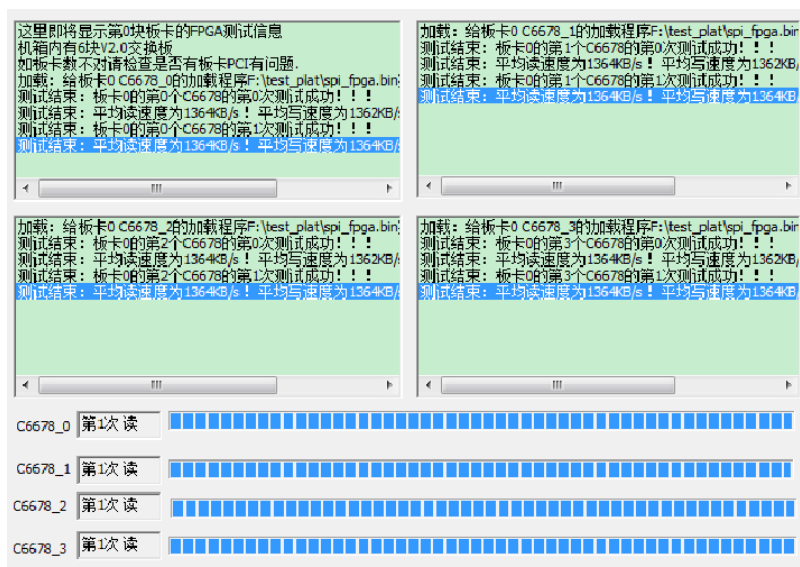 这里即将显示第0块板卡的FPGA测试信息
机箱内有6块V2.0交换板
如板卡数不对请检查是否有板卡PCI有问题.
加载：给板卡0 C6678_0的加载程序F:\test_plat\spi_fpga.bin
测试结束：板卡0的第0个C6678的第0次测试成功！！！
测试结束：平均读速度为1364KB/s！平均写速度为1362KB/
测试结束：板卡0的第0个C6678的第1次测试成功！！！
测试结束：平均读速度为1364KB/s！平均写速度为1364KB/
加载：给板卡0 C6678_1的加载程序F:\test_plat\spi_fpga.bin
测试结束：板卡0的第1个C6678的第0次测试成功！！！
测试结束：平均读速度为1364KB/s！平均写速度为1362KB
测试结束：板卡0的第1个C6678的第1次测试成功！！！
测试结束：平均读速度为1364KB/s！平均写速度为1364KB
加载：给板卡0 C6678_2的加载程序F:\test_plat\spi_fpga.bin
测试结束：板卡0的第2个C6678的第0次测试成功！！！
测试结束：平均读速度为1364KB/s！平均写速度为1362KB/
测试结束：板卡0的第2个C6678的第1次测试成功！！！
测试结束：平均读速度为1364KB/s！平均写速度为1364KB/
加载：给板卡0 C6678_3的加载程序F:\test_plat\spi_fpga.bin
测试结束：板卡0的第3个C6678的第0次测试成功！！！
测试结束：平均读速度为1364KB/s！平均写速度为1362KB
测试结束：板卡0的第3个C6678的第1次测试成功！！！
测试结束：平均读速度为1364KB/s！平均写速度为1364KB
C6678_0 第1次 读
C6678_1 第1次 读
C6678_2 第1次 读
C6678_3 第1次 读